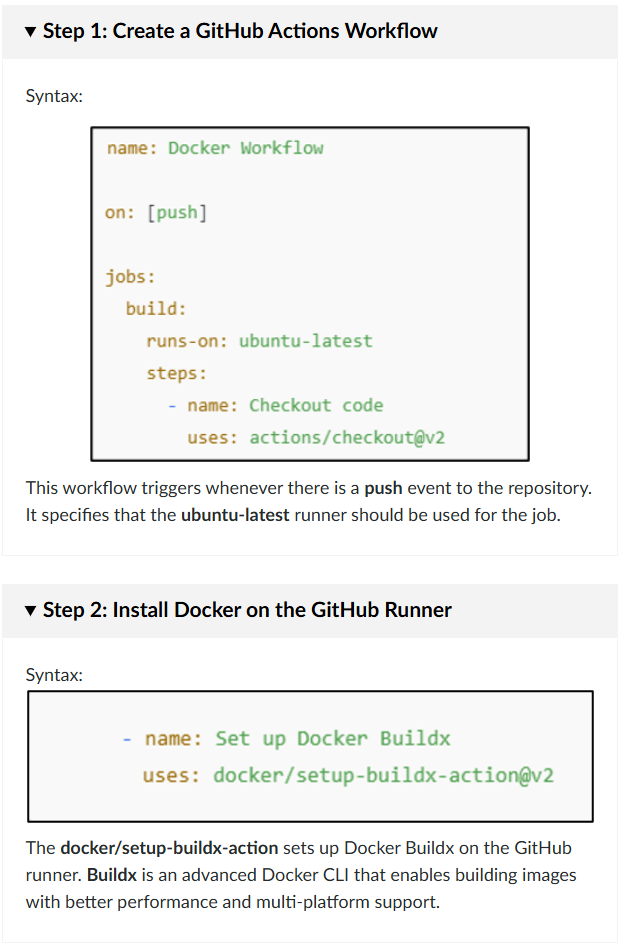 ▼ Step 1: Create a GitHub Actions Workflow
Syntax:
name: Docker Workflow
on: [push]
jobs:
  build:
    runs-on: ubuntu-latest
    steps:
      - name: Checkout code
        uses: actions/checkout@v2
This workflow triggers whenever there is a push event to the repository.
It specifies that the ubuntu-latest runner should be used for the job.
▼ Step 2: Install Docker on the GitHub Runner
Syntax:
- name: Set up Docker Buildx
  uses: docker/setup-buildx-action@v2
The docker/setup-buildx-action sets up Docker Buildx on the GitHub
runner. Buildx is an advanced Docker CLI that enables building images
with better performance and multi-platform support.